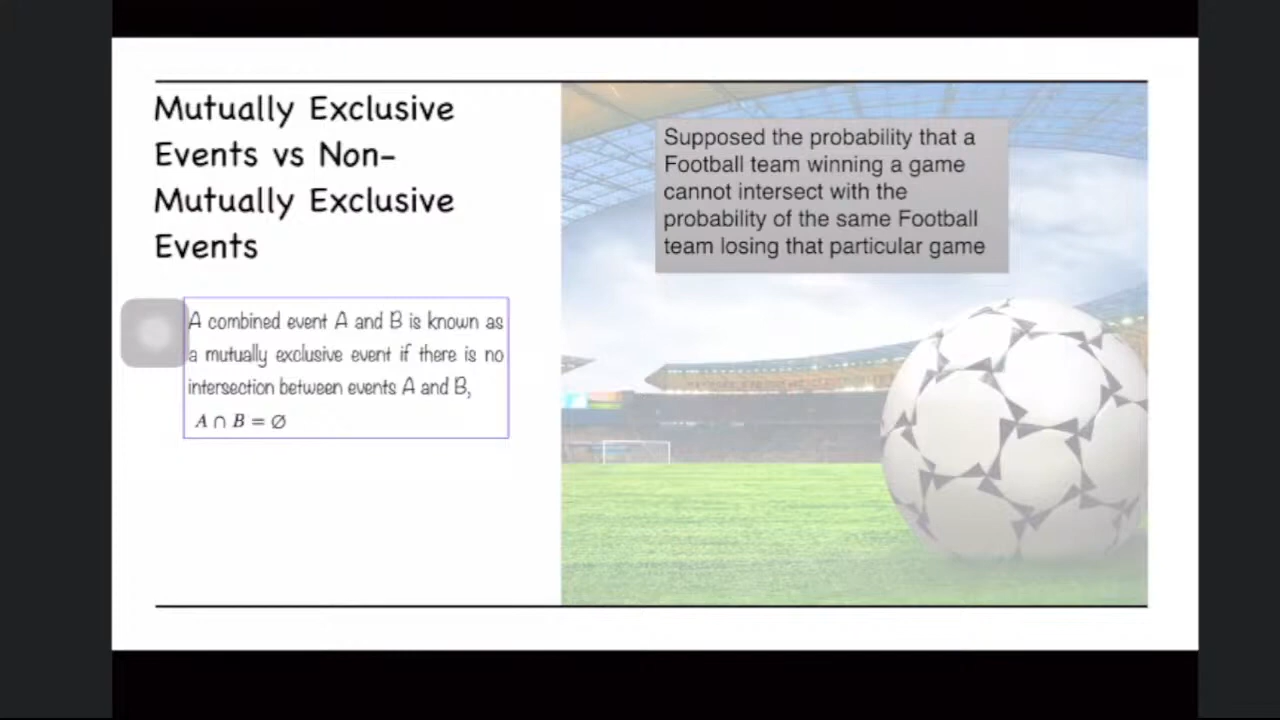 Mutually Exclusive
Events vs Non-
Mutually Exclusive
Events
A combined event A and B is known as
a mutually exclusive event if there is no
intersection between events A and B,
A ∩ B = ∅
Supposed the probability that a
Football team winning a game
cannot intersect with the
probability of the same Football
team losing that particular game